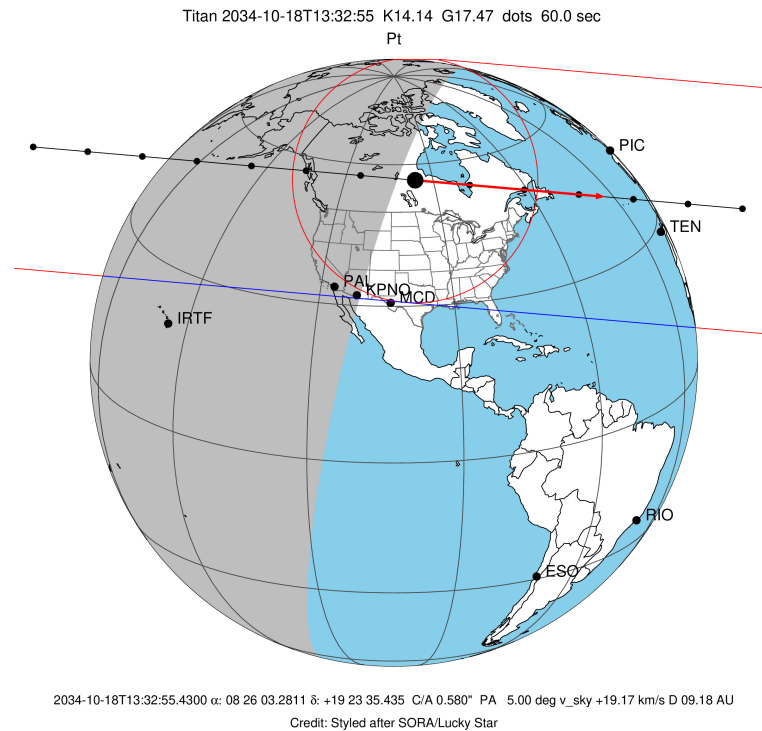 Titan 2034-10-18T13:32:55 K14.14 G17.47 dots 60.0 sec
Pt
PIC
TEN
PAL
KPNO
MCD
IRTF
RIO
ESO
2034-10-18T13:32:55.4300 α: 08 26 03.2811 δ: +19 23 35.435 C/A 0.580" PA 5.00 deg v_sky +19.17 km/s D 09.18 AU
Credit: Styled after SORA/Lucky Star